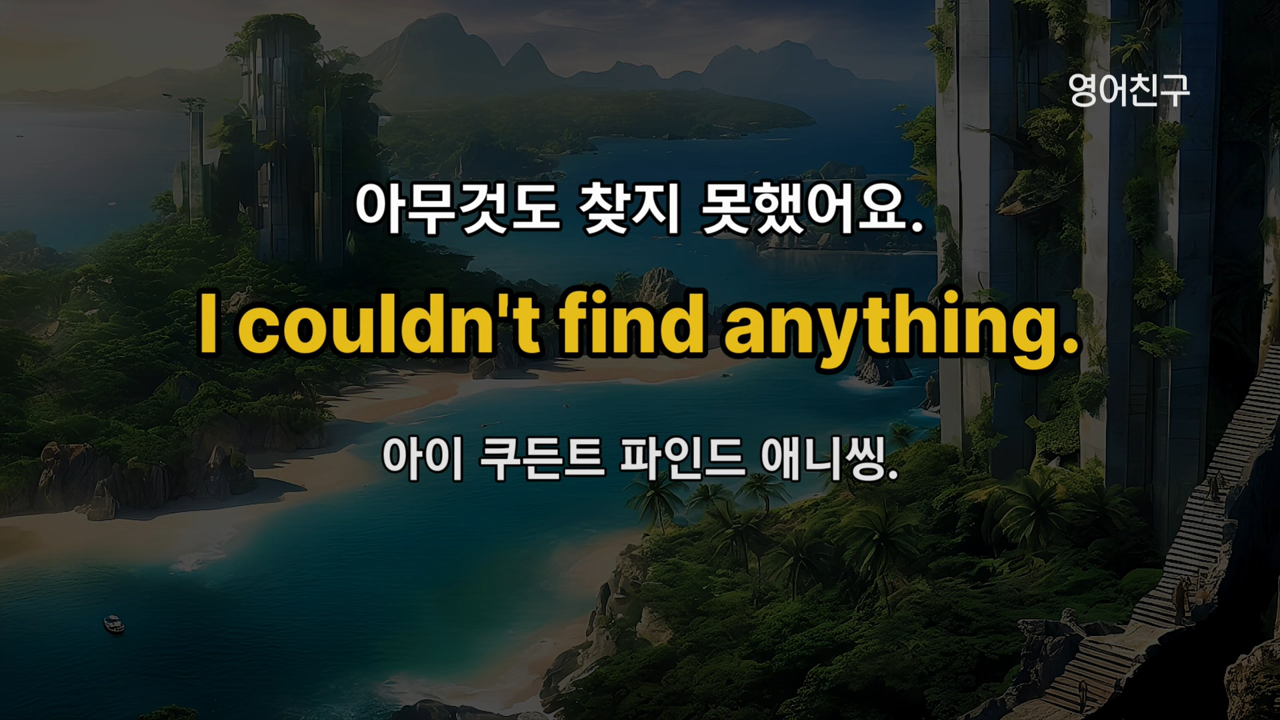 영어친구
아무것도 찾지 못했어요.
I couldn't find anything.
아이 쿠든트 파인드 애니씽.